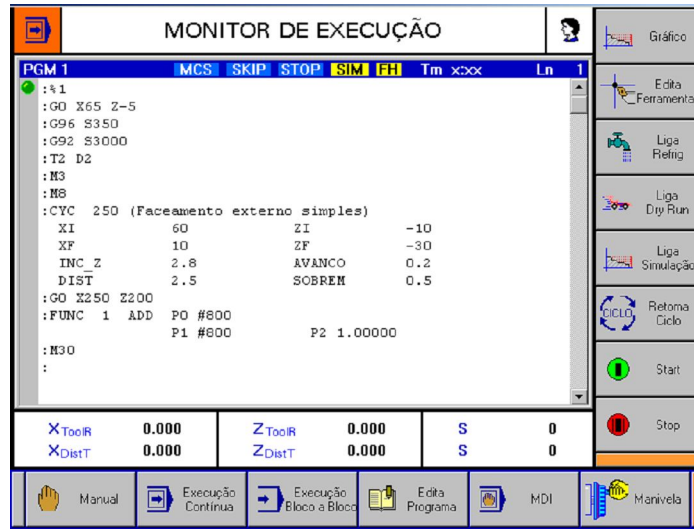 MONITOR DE EXECUÇÃO
PGM 1 MCS SKIP STOP SIM FH Tm x:xx Ln 1
:%1
:G0 X65 Z-5
:G96 S350
:G92 S3000
:T2 D2
:M3
:M8
:CYC 250 (Faceamento externo simples)
XI 60 ZI -10
XF 10 ZF -30
INC_Z 2.8 AVANCO 0.2
DIST 2.5 SOBREM 0.5
:G0 X250 Z200
:FUNC 1 ADD P0 #800
P1 #800 P2 1.00000
:M30
:
X ToolR 0.000 Z ToolR 0.000 S 0
X DistT 0.000 Z DistT 0.000 S 0
Gráfico
Edita
Ferramenta
Liga
Refrig
Liga
Dry Run
Liga
Simulação
CICLO
Retoma
Ciclo
Start
Stop
Manual
Execução
Contínua
Execução
Bloco a Bloco
Edita
Programa
MDI
Manivela